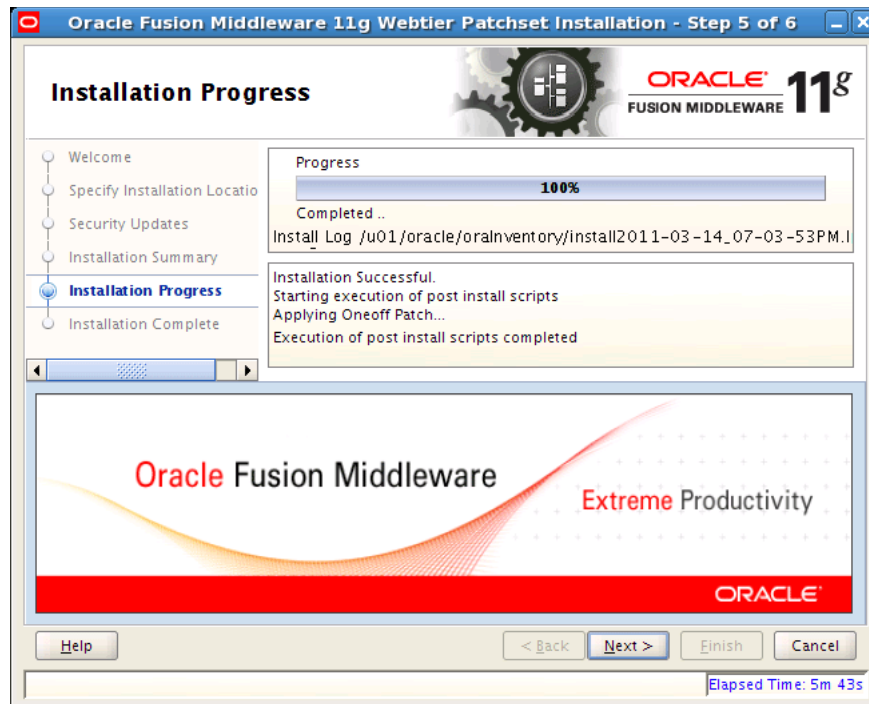 Oracle Fusion Middleware 11g Webtier Patchset Installation - Step 5 of 6
Installation Progress
ORACLE
FUSION MIDDLEWARE 11g
Welcome
Specify Installation Locatio
Security Updates
Installation Summary
Installation Progress
Installation Complete
Progress
100%
Completed ..
Install Log /u01/oracle/oraInventory/install2011-03-14_07-03-53PM.l
Installation Successful.
Starting execution of post install scripts
Applying Oneoff Patch...
Execution of post install scripts completed
Oracle Fusion Middleware
Extreme Productivity
ORACLE
Help
< Back
Next >
Finish
Cancel
Elapsed Time: 5m 43s